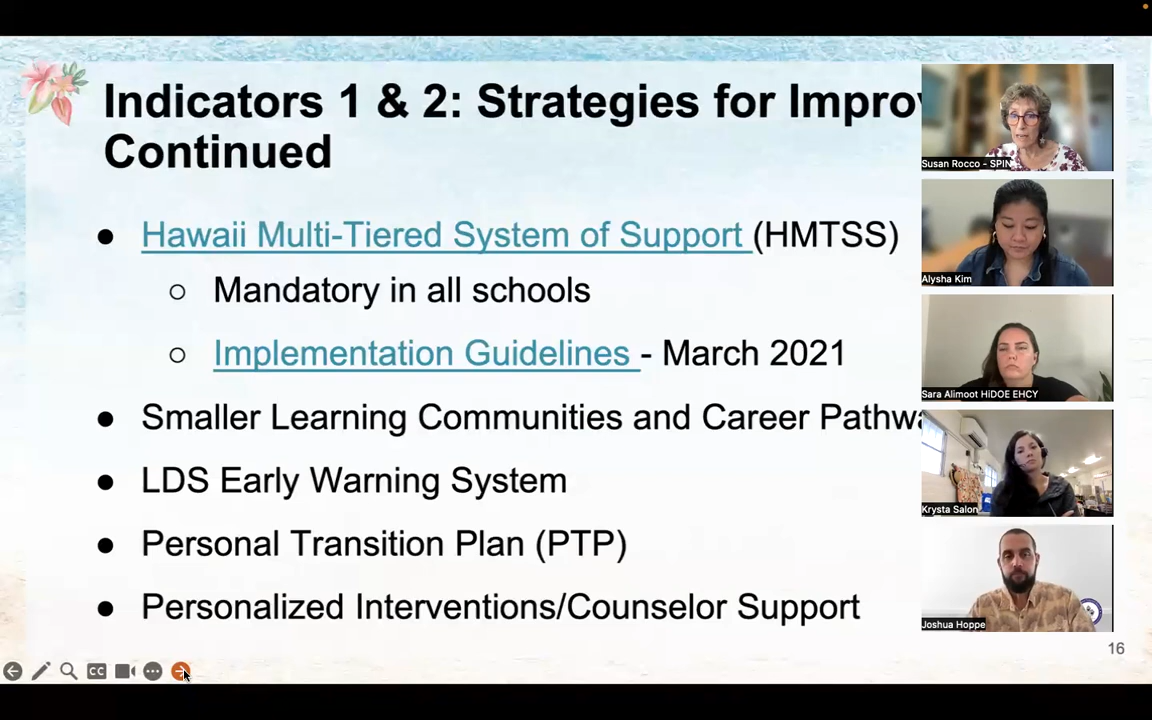 Indicators 1 & 2: Strategies for Impro
Continued
● Hawaii Multi-Tiered System of Support (HMTSS)
○ Mandatory in all schools
○ Implementation Guidelines - March 2021
● Smaller Learning Communities and Career Pathwa
● LDS Early Warning System
● Personal Transition Plan (PTP)
● Personalized Interventions/Counselor Support
Susan Rocco - SPIN
Alysha Kim
Sara Alimoot HiDOE EHCY
Krysta Salon
Joshua Hoppe
16
CC